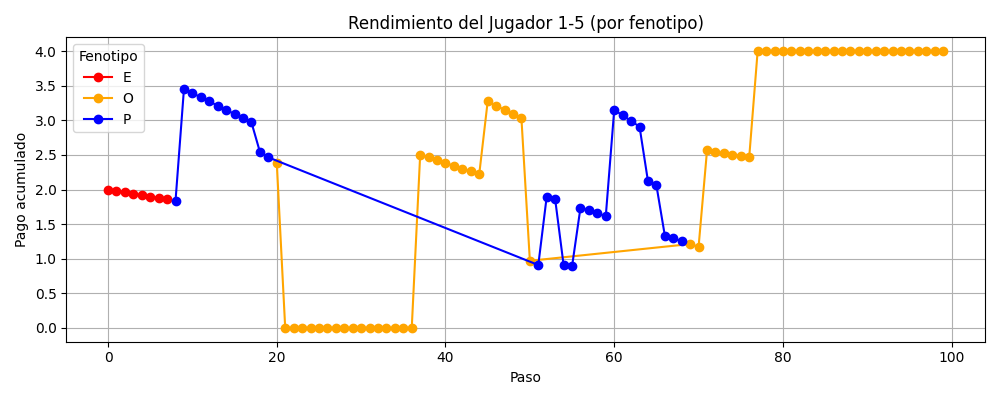 Rendimiento del Jugador 1-5 (por fenotipo)
Fenotipo
E
O
P
Pago acumulado
4.0
3.5
3.0
2.5
2.0
1.5
1.0
0.5
0.0
0 20 40 60 80 100
Paso